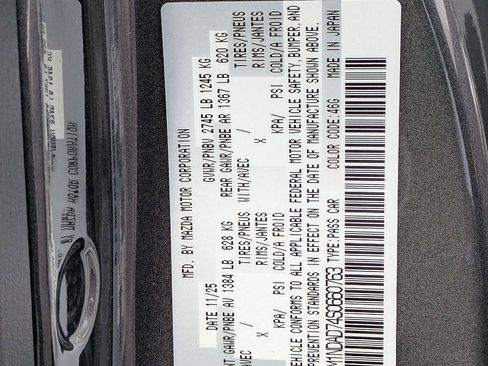 MFD. BY MAZDA MOTOR CORPORATION
DATE 11/25 GVWR/PNBV 2745 LB 1245 KG
NT GAWR/PNBE AV 1384 LB 628 KG REAR GAWR/PNBE AR 1367 LB 620 KG
TIRES/PNEUS WITH/AVEC TIRES/PNEUS
X RIMS/JANTES X RIMS/JANTES
KPA/ PSI COLD/A FROID KPA/ PSI COLD/A FROID
VEHICLE CONFORMS TO ALL APPLICABLE FEDERAL MOTOR VEHICLE SAFETY, BUMPER, AND
PREVENTION STANDARDS IN EFFECT ON THE DATE OF MANUFACTURE SHOWN ABOVE.
M1NDAD74S0660763 TYPE:PASS CAR COLOR CODE:46G MADE IN JAPAN